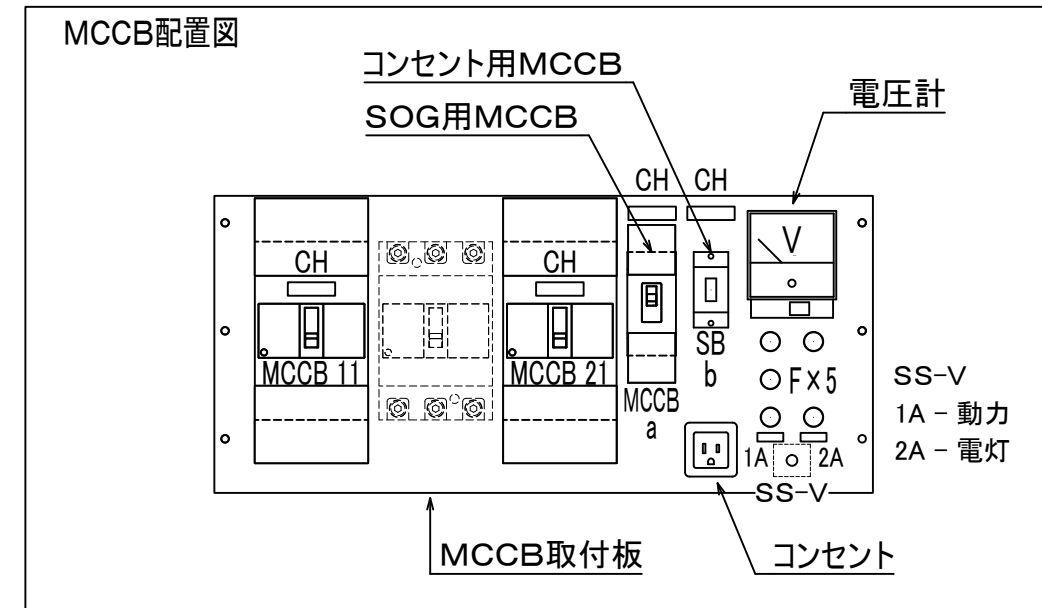 MCCB配置図
コンセント用MCCB
SOG用MCCB
電圧計
CH CH
V
CH
CH
MCCB 11
MCCB 21
SB
b
MCCB
a
F×5
SS-V
1A - 動力
2A - 電灯
1A 2A
SS-V
MCCB取付板
コンセント